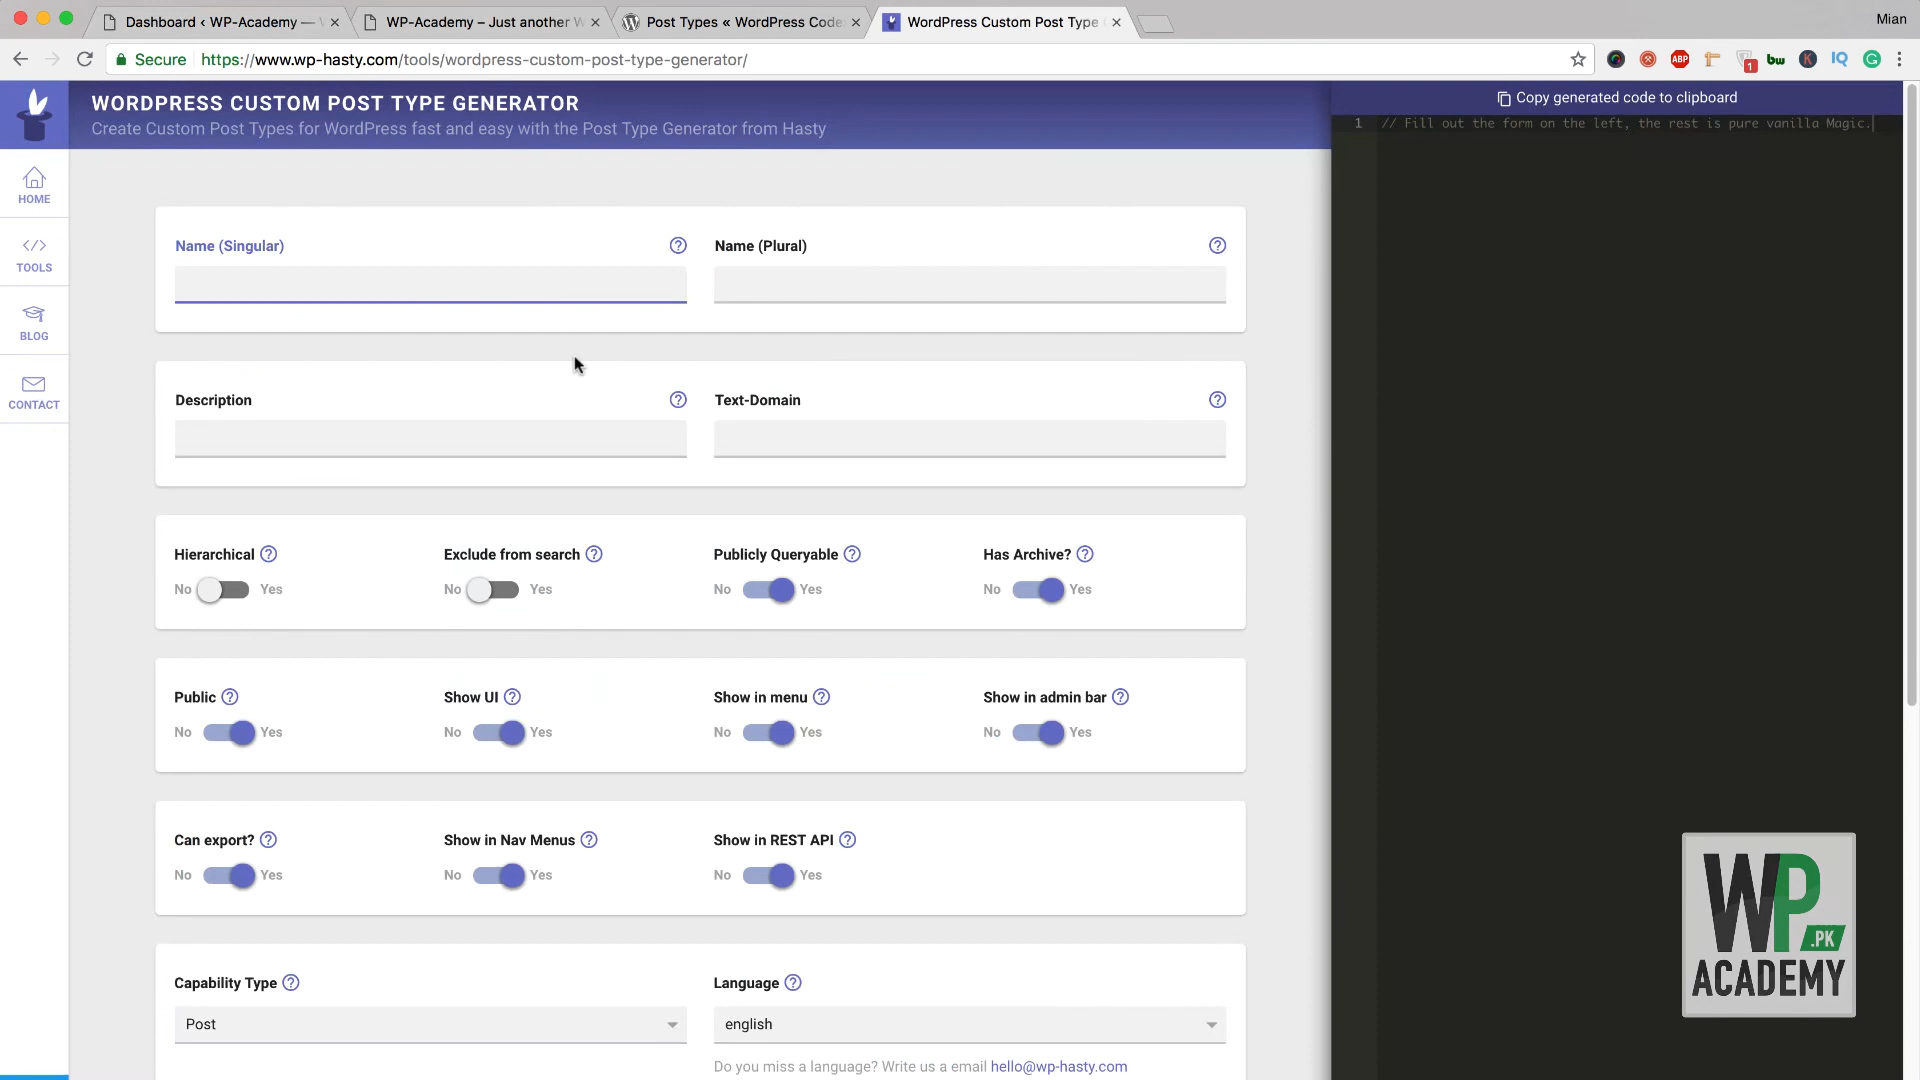 Dashboard ‹ WP-Academy —
WP-Academy – Just another W
Post Types « WordPress Code
WordPress Custom Post Type
Mian
Secure
https://www.wp-hasty.com/tools/wordpress-custom-post-type-generator/
ABP
1
bw
K
IQ
G
WORDPRESS CUSTOM POST TYPE GENERATOR
Create Custom Post Types for WordPress fast and easy with the Post Type Generator from Hasty
Copy generated code to clipboard
1 // Fill out the form on the left, the rest is pure vanilla Magic.
HOME
TOOLS
BLOG
CONTACT
Name (Singular) ?
Name (Plural) ?
Description ?
Text-Domain ?
Hierarchical ?
Exclude from search ?
Publicly Queryable ?
Has Archive? ?
No Yes
No Yes
No Yes
No Yes
Public ?
Show UI ?
Show in menu ?
Show in admin bar ?
No Yes
No Yes
No Yes
No Yes
Can export? ?
Show in Nav Menus ?
Show in REST API ?
No Yes
No Yes
No Yes
Capability Type ?
Language ?
Post
english
Do you miss a language? Write us a email hello@wp-hasty.com
WP
.PK
ACADEMY